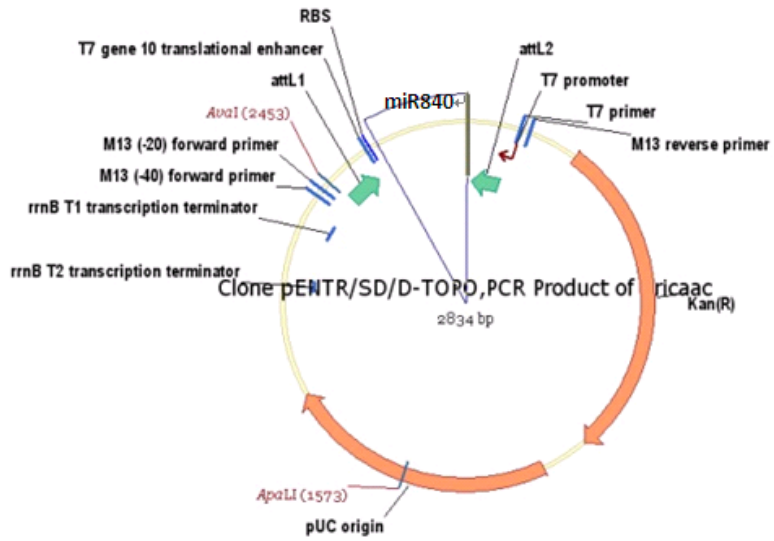 RBS
T7 gene 10 translational enhancer
attL2
attL1
T7 promoter
miR840
AvaI (2453)
T7 primer
M13 (-20) forward primer
M13 reverse primer
M13 (-40) forward primer
rrnB T1 transcription terminator
rrnB T2 transcription terminator
Clone pENTR/SD/D-TOPO,PCR Product of ricaac
Kan(R)
2834 bp
ApaLI (1573)
pUC origin